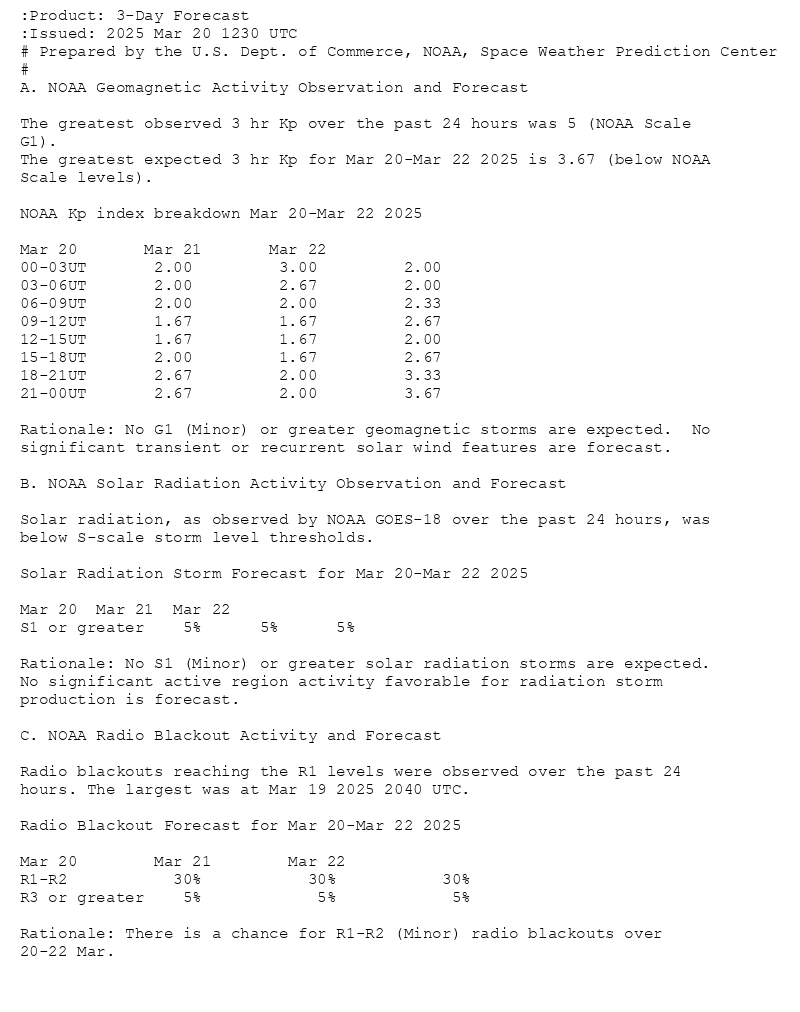 :Product: 3-Day Forecast
:Issued: 2025 Mar 20 1230 UTC
# Prepared by the U.S. Dept. of Commerce, NOAA, Space Weather Prediction Center
#
A. NOAA Geomagnetic Activity Observation and Forecast

The greatest observed 3 hr Kp over the past 24 hours was 5 (NOAA Scale
G1).
The greatest expected 3 hr Kp for Mar 20-Mar 22 2025 is 3.67 (below NOAA
Scale levels).

NOAA Kp index breakdown Mar 20-Mar 22 2025

Mar 20       Mar 21       Mar 22
00-03UT       2.00         3.00         2.00
03-06UT       2.00         2.67         2.00
06-09UT       2.00         2.00         2.33
09-12UT       1.67         1.67         2.67
12-15UT       1.67         1.67         2.00
15-18UT       2.00         1.67         2.67
18-21UT       2.67         2.00         3.33
21-00UT       2.67         2.00         3.67

Rationale: No G1 (Minor) or greater geomagnetic storms are expected.  No
significant transient or recurrent solar wind features are forecast.

B. NOAA Solar Radiation Activity Observation and Forecast

Solar radiation, as observed by NOAA GOES-18 over the past 24 hours, was
below S-scale storm level thresholds.

Solar Radiation Storm Forecast for Mar 20-Mar 22 2025

Mar 20  Mar 21  Mar 22
S1 or greater    5%      5%      5%

Rationale: No S1 (Minor) or greater solar radiation storms are expected.
No significant active region activity favorable for radiation storm
production is forecast.

C. NOAA Radio Blackout Activity and Forecast

Radio blackouts reaching the R1 levels were observed over the past 24
hours. The largest was at Mar 19 2025 2040 UTC.

Radio Blackout Forecast for Mar 20-Mar 22 2025

Mar 20        Mar 21        Mar 22
R1-R2           30%           30%           30%
R3 or greater    5%            5%            5%

Rationale: There is a chance for R1-R2 (Minor) radio blackouts over
20-22 Mar.